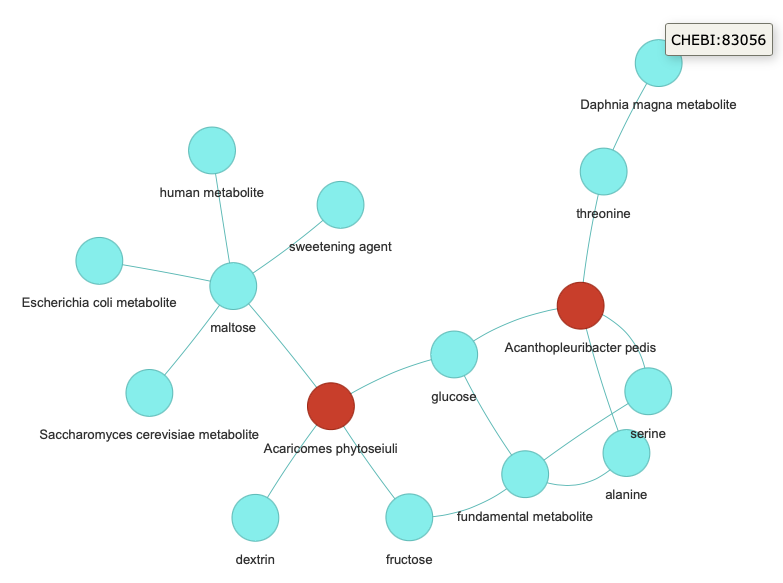 CHEBI:83056
Daphnia magna metabolite
human metabolite
threonine
sweetening agent
Escherichia coli metabolite
maltose
Acanthopleuribacter pedis
glucose
Saccharomyces cerevisiae metabolite
serine
Acaricomes phytoseiuli
alanine
fundamental metabolite
dextrin
fructose